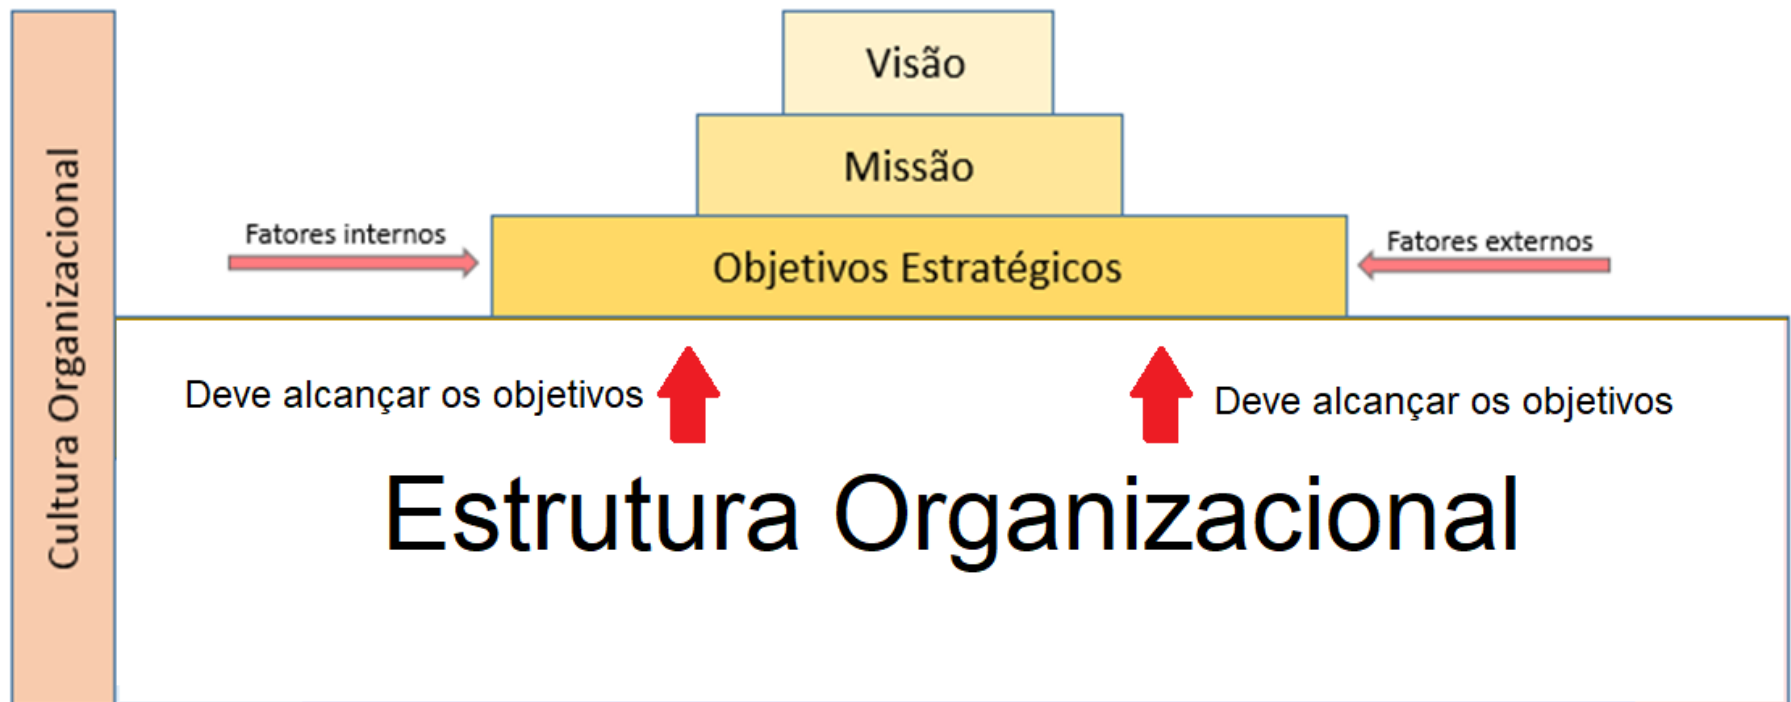 Cultura Organizacional
Visão
Missão
Fatores internos
Objetivos Estratégicos
Fatores externos
Deve alcançar os objetivos
Deve alcançar os objetivos
Estrutura Organizacional